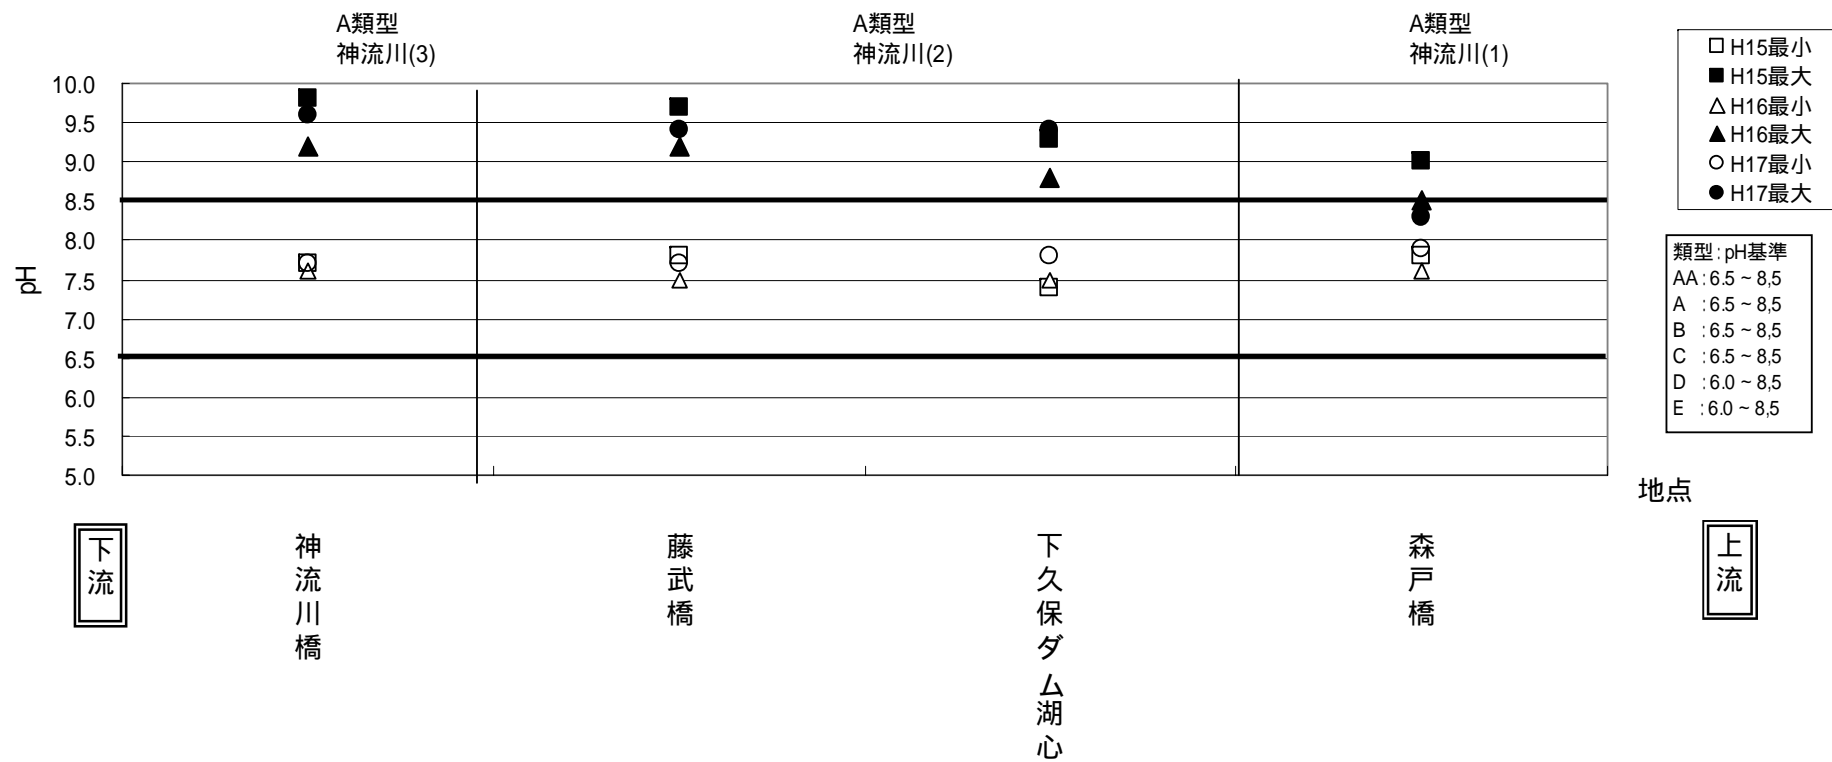 A類型
神流川(3)
A類型
神流川(2)
A類型
神流川(1)
H15最小
H15最大
H16最小
H16最大
H17最小
H17最大
類型:pH基準
AA:6.5~8,5
A :6.5~8,5
B :6.5~8,5
C :6.5~8,5
D :6.0~8,5
E :6.0~8,5
pH
10.0
9.5
9.0
8.5
8.0
7.5
7.0
6.5
6.0
5.5
5.0
地点
下流
神流川橋
藤武橋
下久保ダム湖心
森戸橋
上流